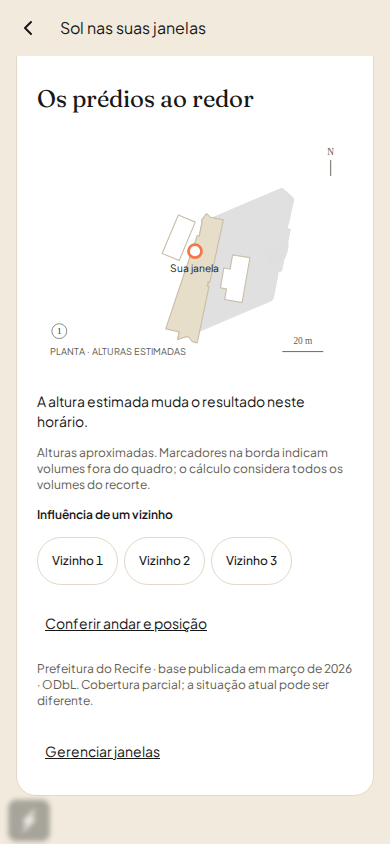 Sol nas suas janelas
Os prédios ao redor
N
Sua janela
1
20 m
PLANTA · ALTURAS ESTIMADAS
A altura estimada muda o resultado neste
horário.
Alturas aproximadas. Marcadores na borda indicam
volumes fora do quadro; o cálculo considera todos os
volumes do recorte.
Influência de um vizinho
Vizinho 1 Vizinho 2 Vizinho 3
Conferir andar e posição
Prefeitura do Recife · base publicada em março de 2026
· ODbL. Cobertura parcial; a situação atual pode ser
diferente.
Gerenciar janelas